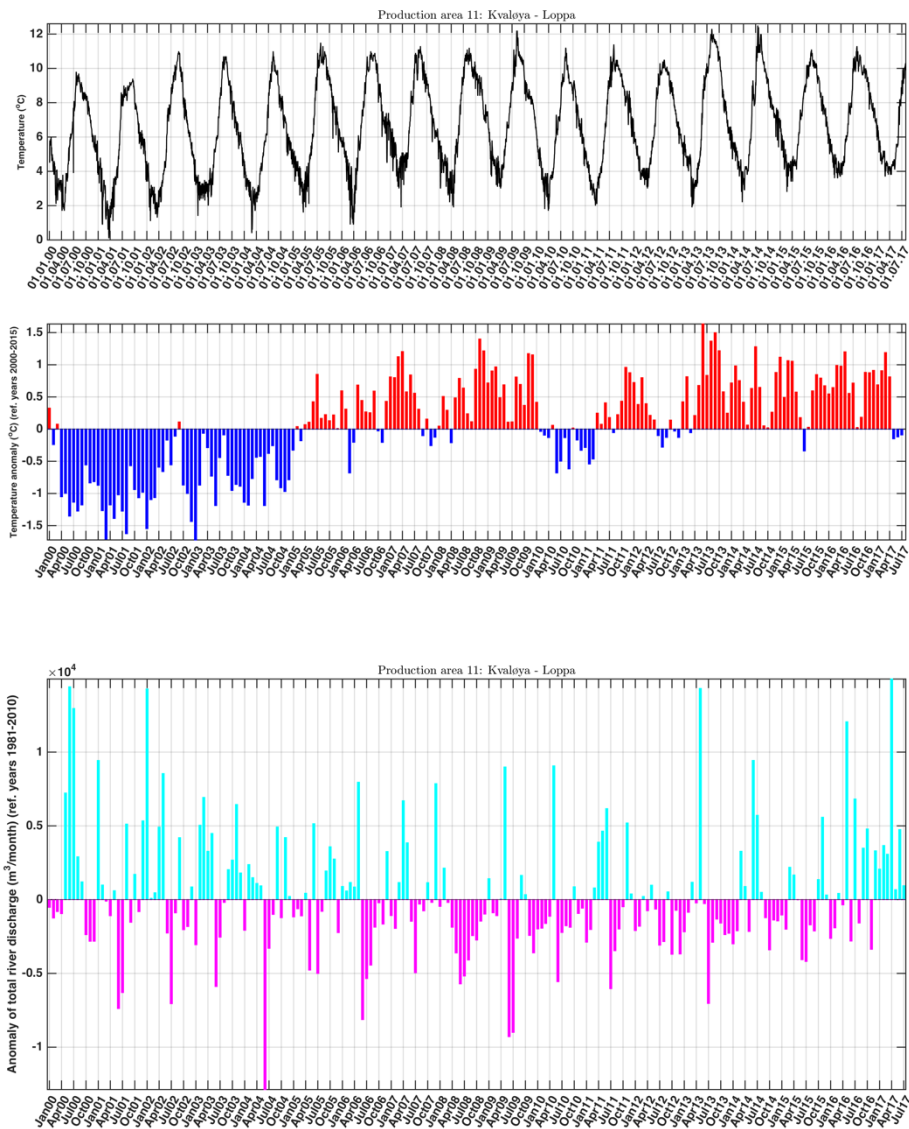 Production area 11: Kvaløya - Loppa
Temperature (°C)
12
10
8
6
4
2
0
01.01.00 01.04.00 01.07.00 01.10.00 01.01.01 01.04.01 01.07.01 01.10.01 01.01.02 01.04.02 01.07.02 01.10.02 01.01.03 01.04.03 01.07.03 01.10.03 01.01.04 01.04.04 01.07.04 01.10.04 01.01.05 01.04.05 01.07.05 01.10.05 01.01.06 01.04.06 01.07.06 01.10.06 01.01.07 01.04.07 01.07.07 01.10.07 01.01.08 01.04.08 01.07.08 01.10.08 01.01.09 01.04.09 01.07.09 01.10.09 01.01.10 01.04.10 01.07.10 01.10.10 01.01.11 01.04.11 01.07.11 01.10.11 01.01.12 01.04.12 01.07.12 01.10.12 01.01.13 01.04.13 01.07.13 01.10.13 01.01.14 01.04.14 01.07.14 01.10.14 01.01.15 01.04.15 01.07.15 01.10.15 01.01.16 01.04.16 01.07.16 01.10.16 01.01.17 01.04.17 01.07.17
Temperature anomaly (°C) (ref. years 2000-2015)
1.5
1
0.5
0
-0.5
-1
-1.5
Jan00 Apr00 Jul00 Oct00 Jan01 Apr01 Jul01 Oct01 Jan02 Apr02 Jul02 Oct02 Jan03 Apr03 Jul03 Oct03 Jan04 Apr04 Jul04 Oct04 Jan05 Apr05 Jul05 Oct05 Jan06 Apr06 Jul06 Oct06 Jan07 Apr07 Jul07 Oct07 Jan08 Apr08 Jul08 Oct08 Jan09 Apr09 Jul09 Oct09 Jan10 Apr10 Jul10 Oct10 Jan11 Apr11 Jul11 Oct11 Jan12 Apr12 Jul12 Oct12 Jan13 Apr13 Jul13 Oct13 Jan14 Apr14 Jul14 Oct14 Jan15 Apr15 Jul15 Oct15 Jan16 Apr16 Jul16 Oct16 Jan17 Apr17 Jul17
×10⁴
Production area 11: Kvaløya - Loppa
Anomaly of total river discharge (m³/month) (ref. years 1981-2010)
1
0.5
0
-0.5
-1
Jan00 Apr00 Jul00 Oct00 Jan01 Apr01 Jul01 Oct01 Jan02 Apr02 Jul02 Oct02 Jan03 Apr03 Jul03 Oct03 Jan04 Apr04 Jul04 Oct04 Jan05 Apr05 Jul05 Oct05 Jan06 Apr06 Jul06 Oct06 Jan07 Apr07 Jul07 Oct07 Jan08 Apr08 Jul08 Oct08 Jan09 Apr09 Jul09 Oct09 Jan10 Apr10 Jul10 Oct10 Jan11 Apr11 Jul11 Oct11 Jan12 Apr12 Jul12 Oct12 Jan13 Apr13 Jul13 Oct13 Jan14 Apr14 Jul14 Oct14 Jan15 Apr15 Jul15 Oct15 Jan16 Apr16 Jul16 Oct16 Jan17 Apr17 Jul17